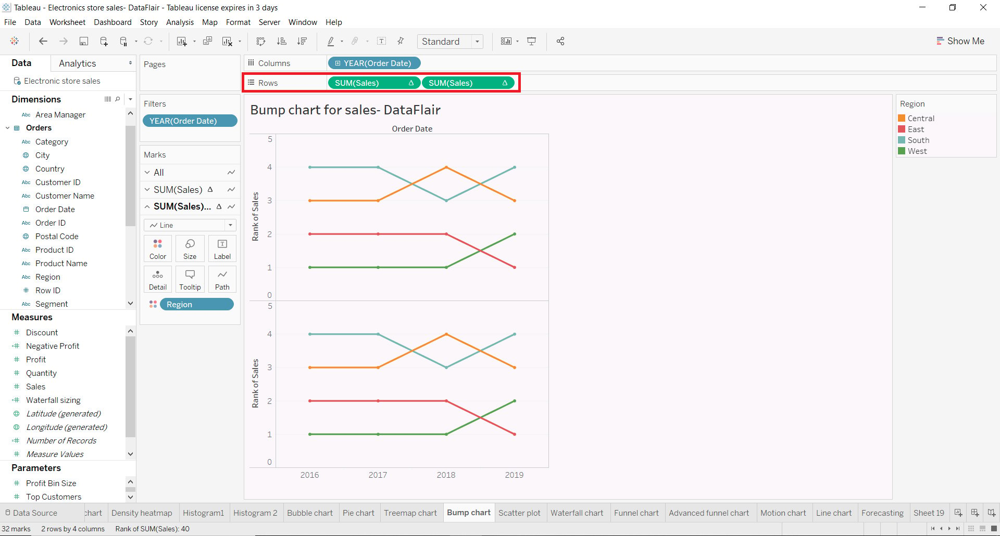 Tableau - Electronics store sales- DataFlair - Tableau license expires in 3 days
File Data Worksheet Dashboard Story Analysis Map Format Server Window Help
Standard
Show Me
Data Analytics
Electronic store sales
Dimensions
Abc Area Manager
Orders
Abc Category
City
Country
Abc Customer ID
Abc Customer Name
Order Date
Abc Order ID
Postal Code
Abc Product ID
Abc Product Name
Abc Region
# Row ID
Abc Segment
Measures
# Discount
=# Negative Profit
# Profit
# Quantity
# Sales
=# Waterfall sizing
Latitude (generated)
Longitude (generated)
=# Number of Records
# Measure Values
Parameters
# Profit Bin Size
# Top Customers
Pages
Filters
YEAR(Order Date)
Marks
All
SUM(Sales) Δ
SUM(Sales)... Δ
Line
Color Size Label
Detail Tooltip Path
Region
Columns YEAR(Order Date)
Rows SUM(Sales) Δ SUM(Sales) Δ
Bump chart for sales- DataFlair
Order Date
5
4
3
2
1
0
Rank of Sales
5
4
3
2
1
0
Rank of Sales
2016 2017 2018 2019
Region
Central
East
South
West
Data Source chart Density heatmap Histogram1 Histogram 2 Bubble chart Pie chart Treemap chart Bump chart Scatter plot Waterfall chart Funnel chart Advanced funnel chart Motion chart Line chart Forecasting Sheet 19
32 marks 2 rows by 4 columns Rank of SUM(Sales): 40